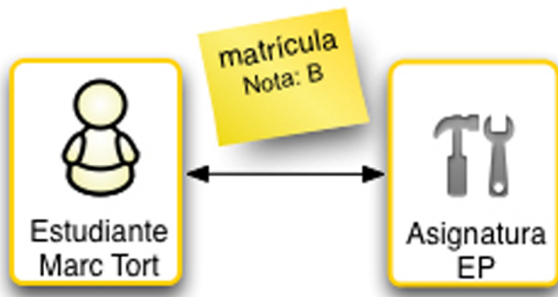 matrícula
Nota: B
Estudiante
Marc Tort
Asignatura
EP